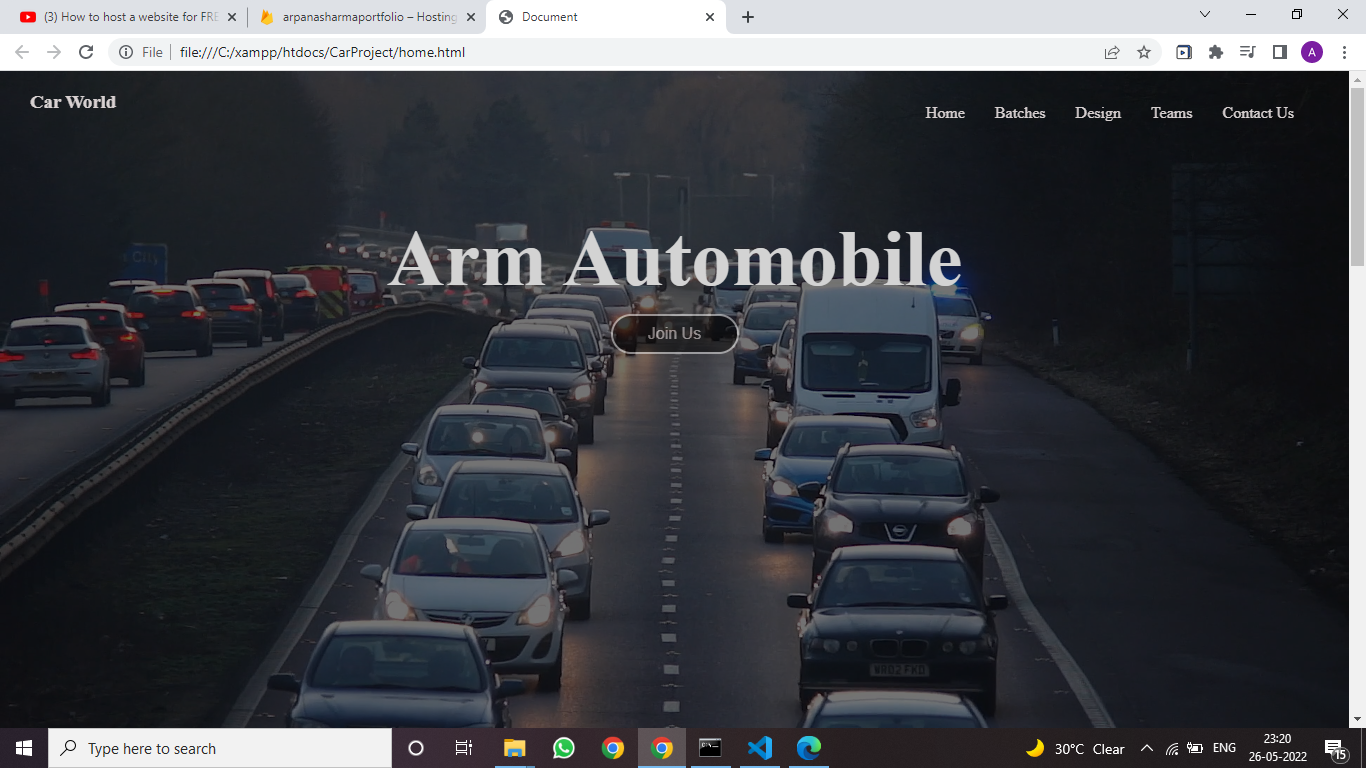 (3) How to host a website for FRE
arpanasharmaportfolio – Hosting
Document
File
file:///C:/xampp/htdocs/CarProject/home.html
A
Car World
Home Batches Design Teams Contact Us
City
Arm Automobile
Join Us
Type here to search
30°C Clear
ENG
23:20
26-05-2022
15